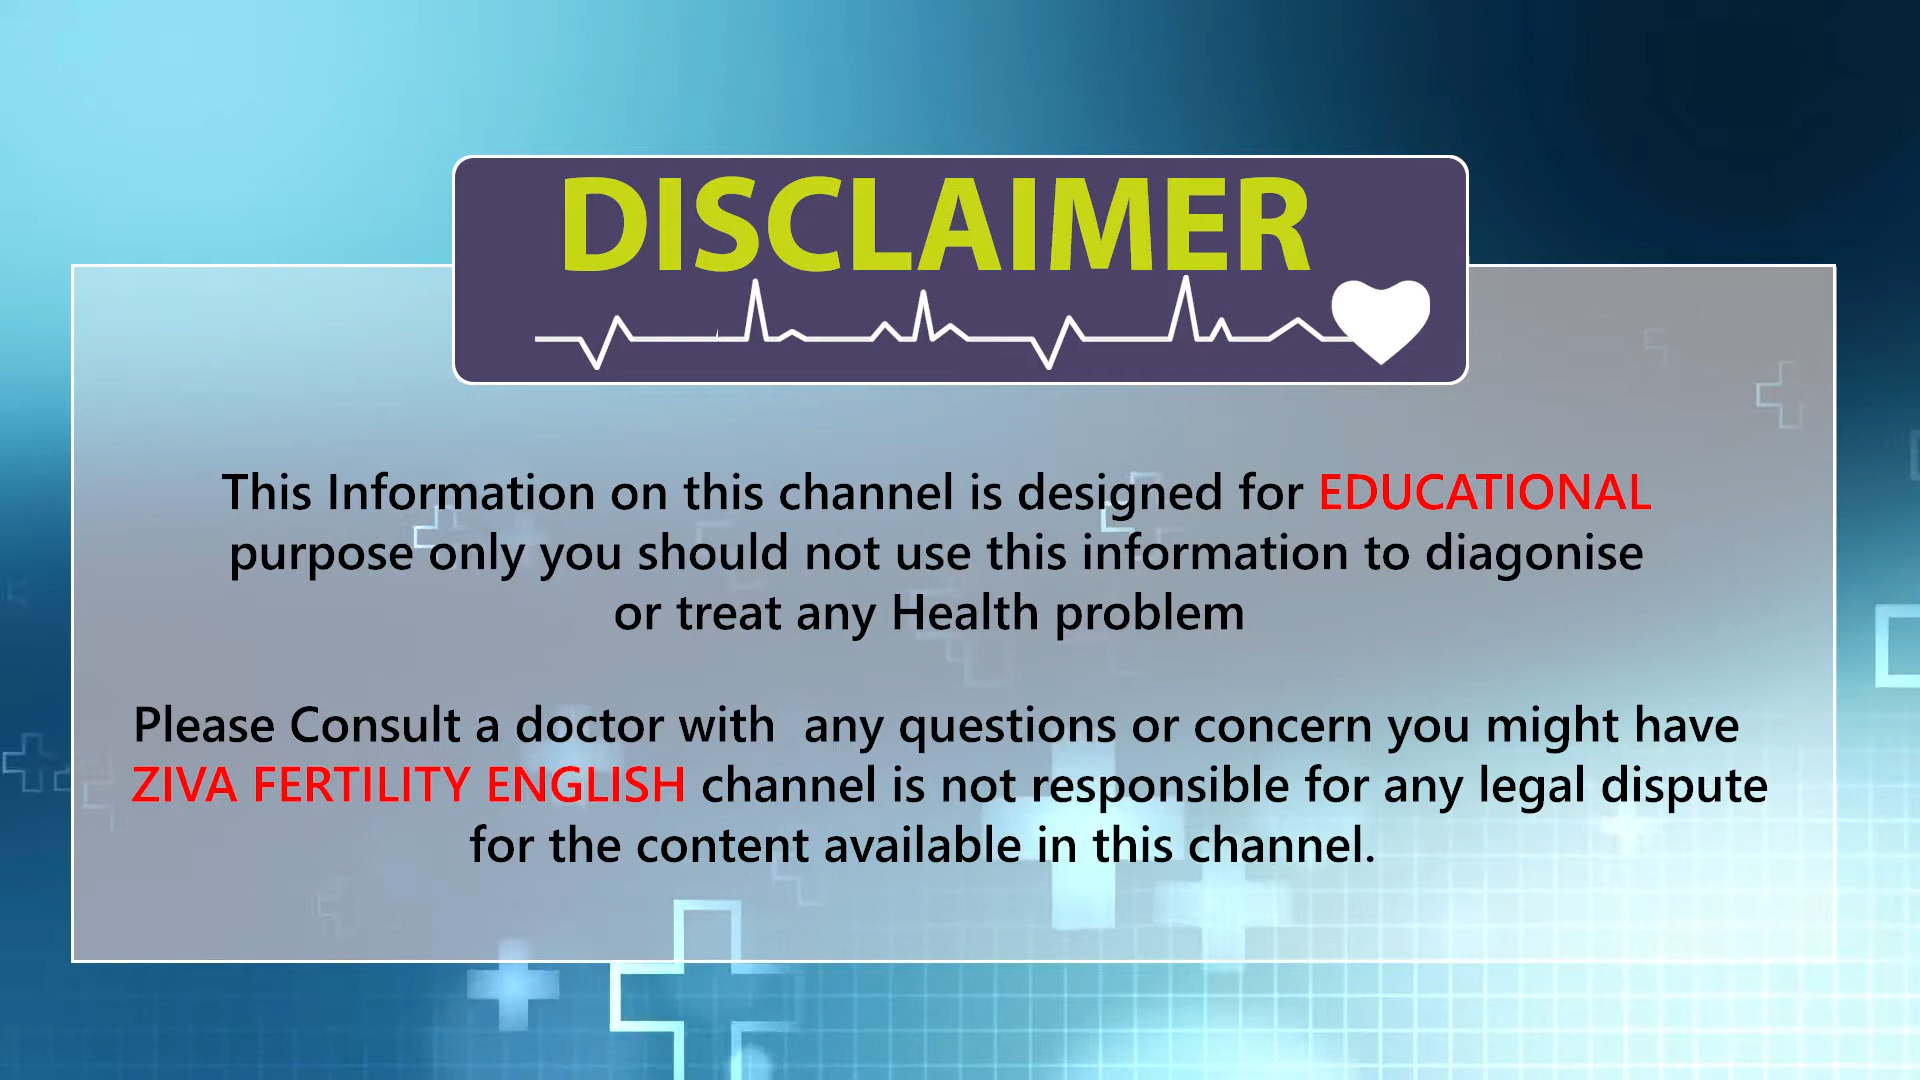 DISCLAIMER
This Information on this channel is designed for EDUCATIONAL
purpose only you should not use this information to diagonise
or treat any Health problem
Please Consult a doctor with  any questions or concern you might have
ZIVA FERTILITY ENGLISH channel is not responsible for any legal dispute
for the content available in this channel.